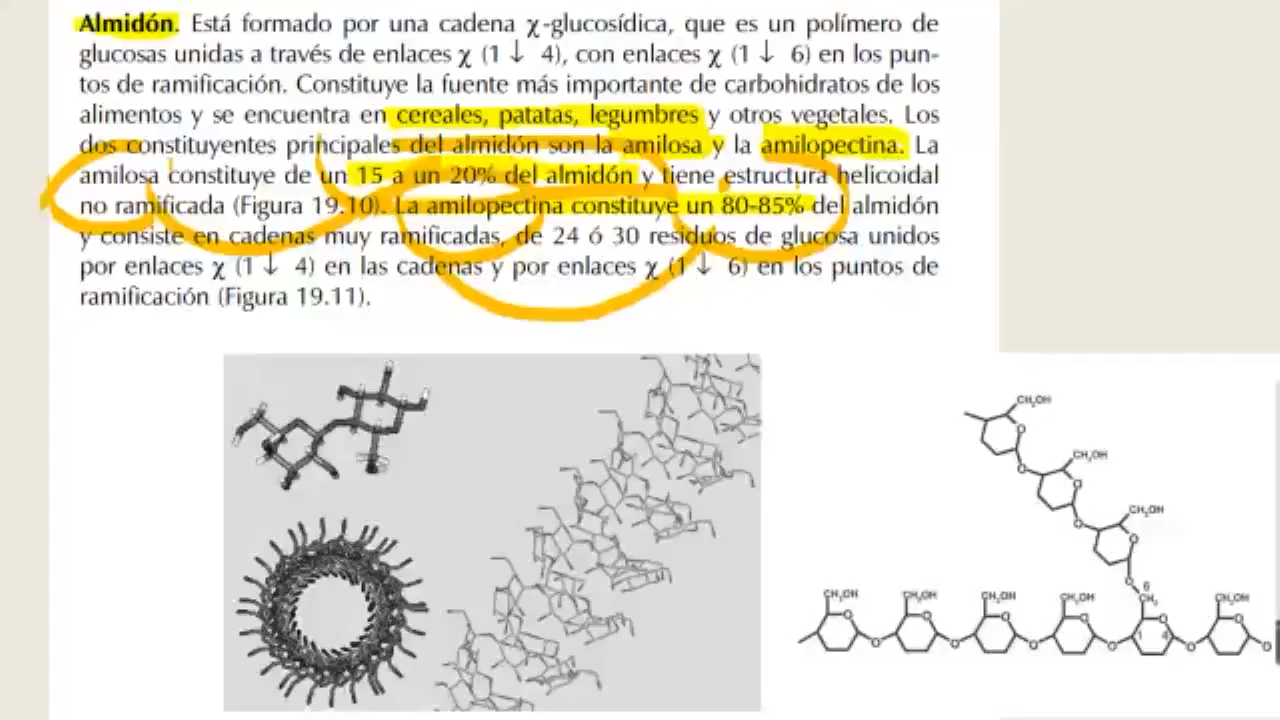 Almidón. Está formado por una cadena χ-glucosídica, que es un polímero de
glucosas unidas a través de enlaces χ (1 ↓ 4), con enlaces χ (1 ↓ 6) en los pun-
tos de ramificación. Constituye la fuente más importante de carbohidratos de los
alimentos y se encuentra en cereales, patatas, legumbres y otros vegetales. Los
dos constituyentes principales del almidón son la amilosa y la amilopectina. La
amilosa constituye de un 15 a un 20% del almidón y tiene estructura helicoidal
no ramificada (Figura 19.10). La amilopectina constituye un 80-85% del almidón
y consiste en cadenas muy ramificadas, de 24 ó 30 residuos de glucosa unidos
por enlaces χ (1 ↓ 4) en las cadenas y por enlaces χ (1 ↓ 6) en los puntos de
ramificación (Figura 19.11).
CH₂OH
O
O
CH₂OH
O
O
CH₂OH
O
O
6
CH₂OH CH₂OH CH₂OH CH₂OH CH₂ CH₂OH
O O O O O O
1 4
O O O O O O